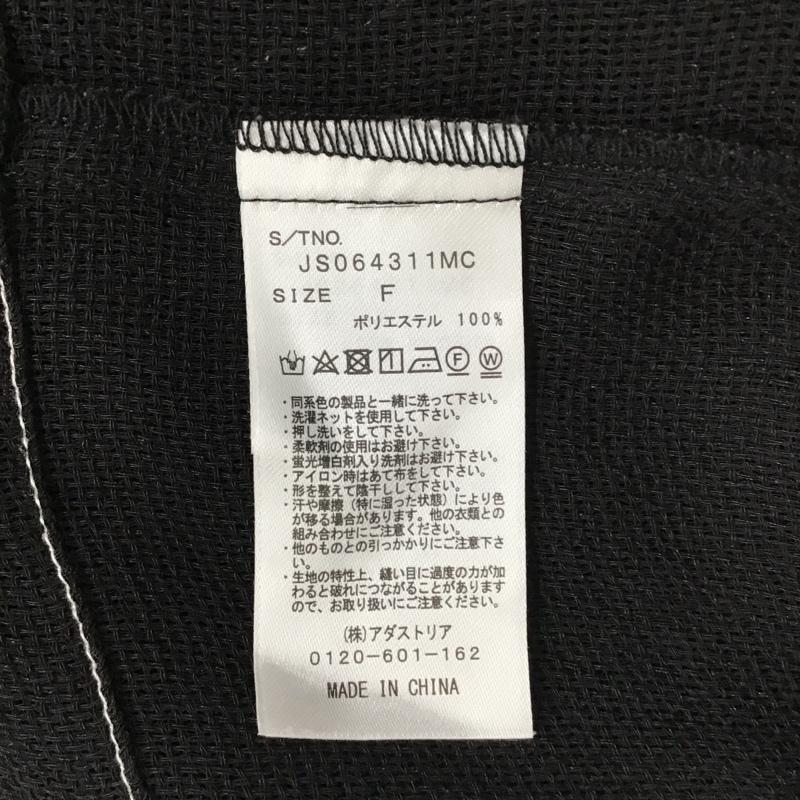 S/TNO.
JS064311MC
SIZE F
ポリエステル 100%
F W
・同系色の製品と一緒に洗って下さい。
・洗濯ネットを使用して下さい。
・押し洗いをして下さい。
・柔軟剤の使用はお避け下さい。
・蛍光増白剤入り洗剤はお避け下さい。
・アイロン時はあて布をして下さい。
・形を整えて陰干しして下さい。
・汗や摩擦（特に湿った状態）により色
が移る場合があります。他の衣類との
組み合わせにご注意ください。
・他のものとの引っかかりにご注意下さ
い。
・生地の特性上、縫い目に過度の力が加
わると破れにつながることがあります
ので、お取り扱いにご注意ください。
(株)アダストリア
0120-601-162
MADE IN CHINA